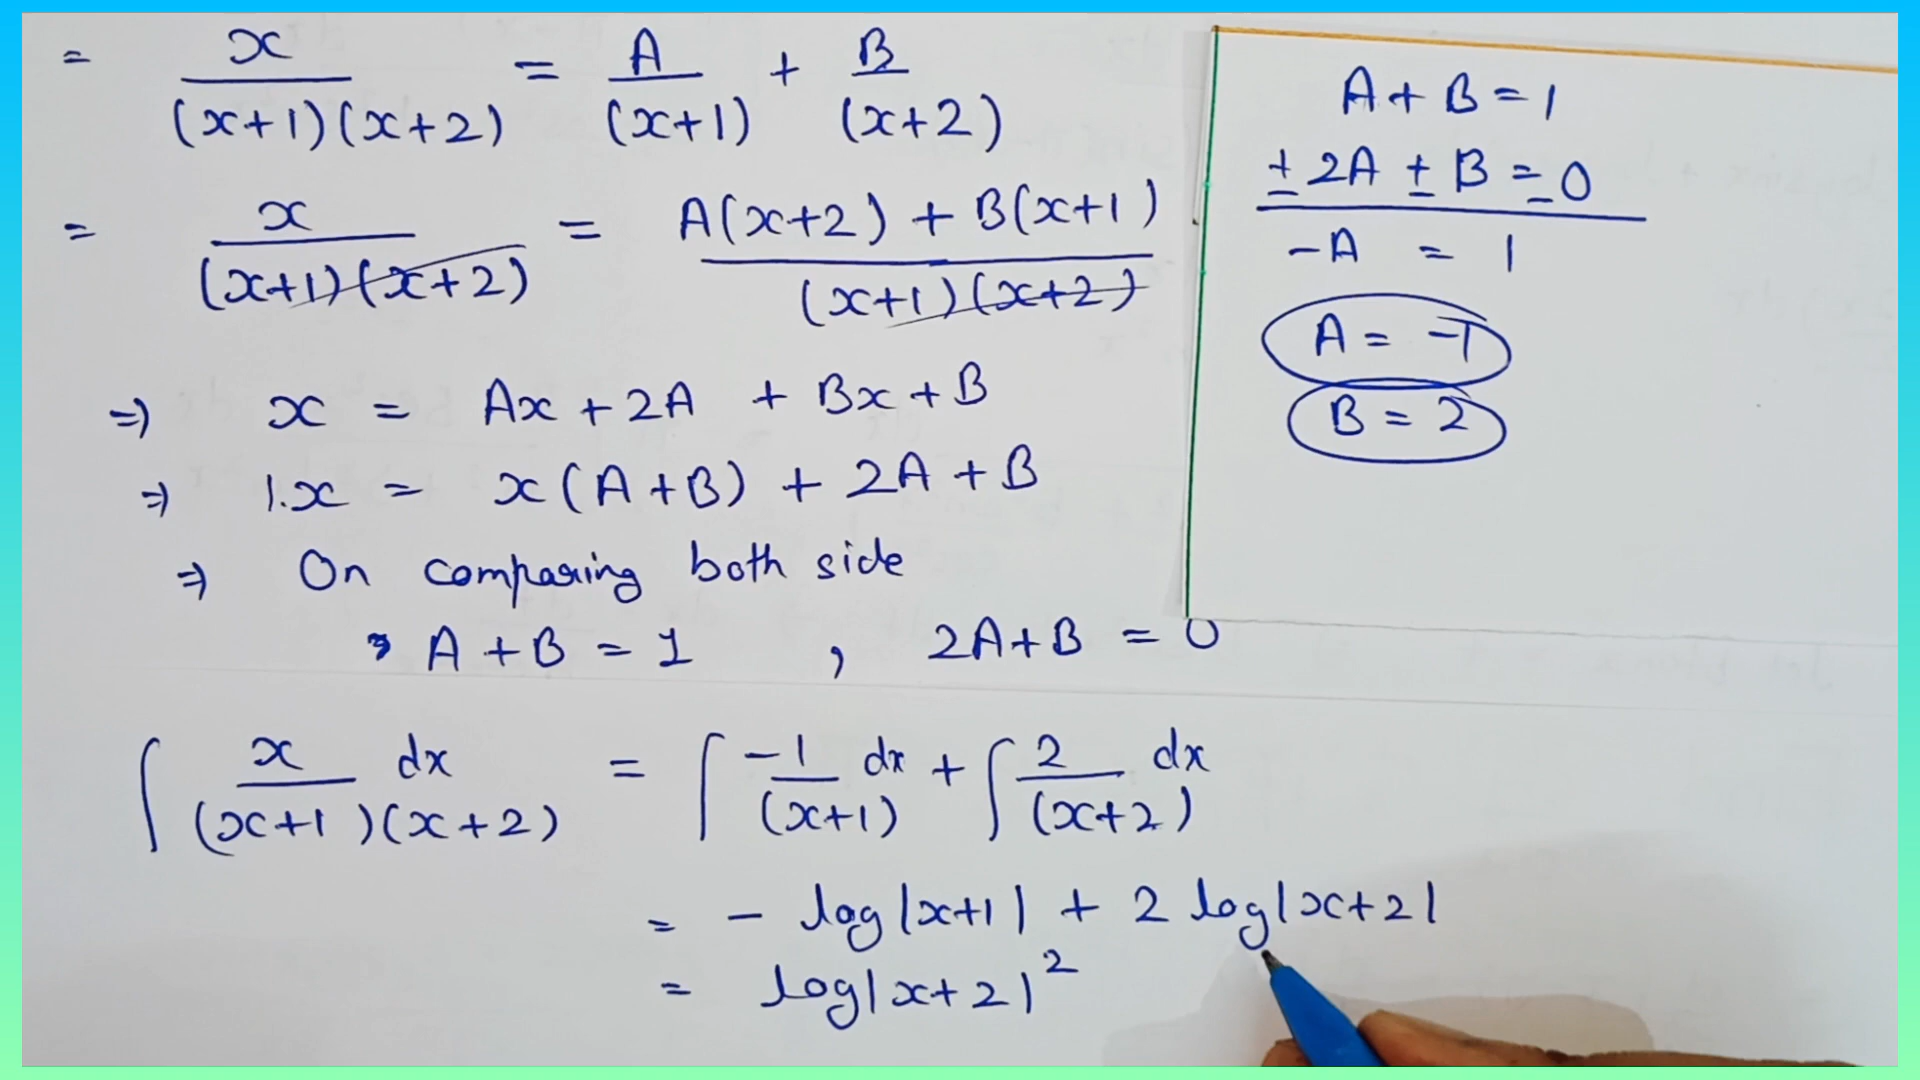 = x/((x+1)(x+2)) = A/(x+1) + B/(x+2)
= x/((x+1)(x+2)) = (A(x+2) + B(x+1))/((x+1)(x+2))
⇒ x = Ax + 2A + Bx + B
⇒ 1.x = x(A+B) + 2A + B
⇒ On comparing both side
A + B = 1 , 2A+B = 0
∫ x/((x+1)(x+2)) dx = ∫ -1/(x+1) dx + ∫ 2/(x+2) dx
= - log|x+1| + 2 log|x+2|
= log|x+2|²
A + B = 1
± 2A ± B = 0
-
- A = 1
A = -1
B = 2